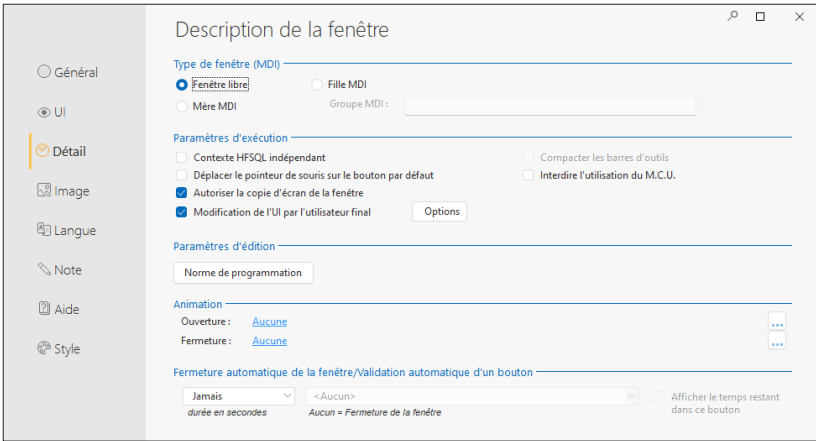 Description de la fenêtre
Général
UI
Détail
Image
Langue
Note
Aide
Style
Type de fenêtre (MDI)
Fenêtre libre
Fille MDI
Mère MDI
Groupe MDI :
Paramètres d'exécution
Contexte HFSQL indépendant
Compacter les barres d'outils
Déplacer le pointeur de souris sur le bouton par défaut
Interdire l'utilisation du M.C.U.
Autoriser la copie d'écran de la fenêtre
Modification de l'UI par l'utilisateur final
Options
Paramètres d'édition
Norme de programmation
Animation
Ouverture :
Aucune
...
Fermeture :
Aucune
...
Fermeture automatique de la fenêtre/Validation automatique d'un bouton
Jamais
<Aucun>
Afficher le temps restant
dans ce bouton
durée en secondes
Aucun = Fermeture de la fenêtre